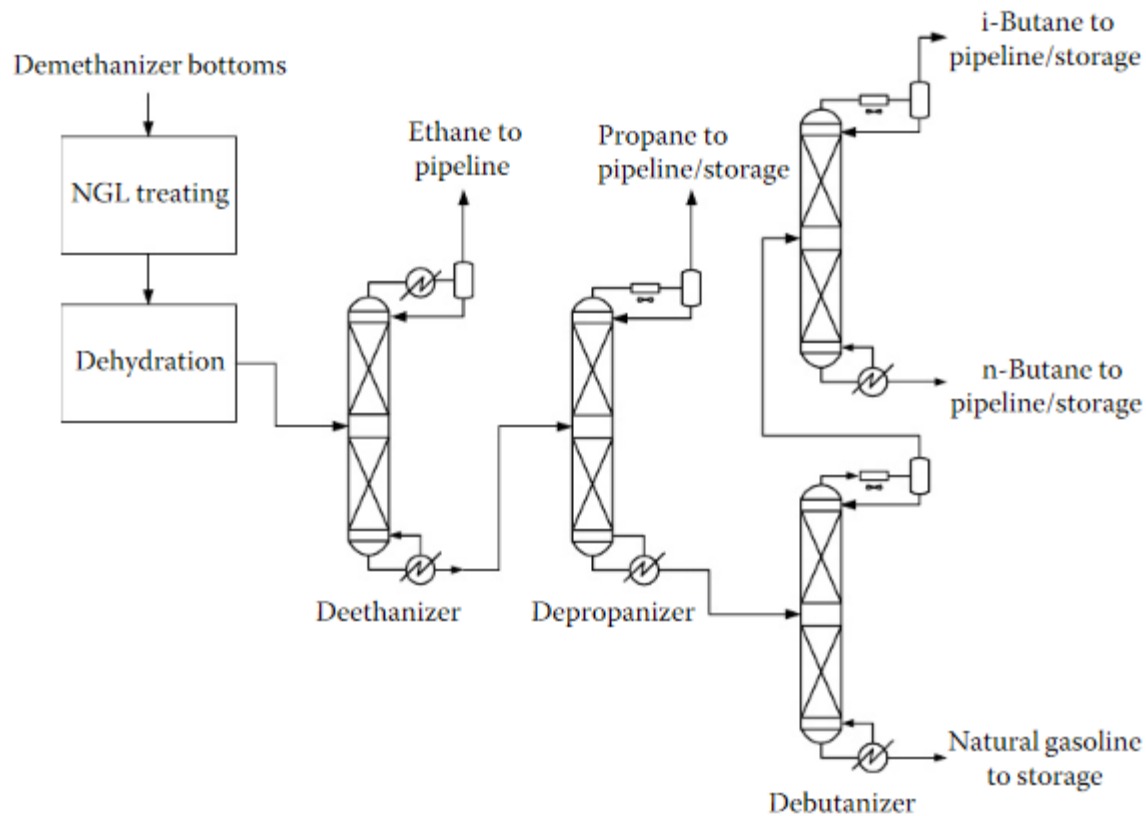 Demethanizer bottoms
NGL treating
Dehydration
Ethane to
pipeline
Deethanizer
Propane to
pipeline/storage
Depropanizer
i-Butane to
pipeline/storage
n-Butane to
pipeline/storage
Natural gasoline
to storage
Debutanizer